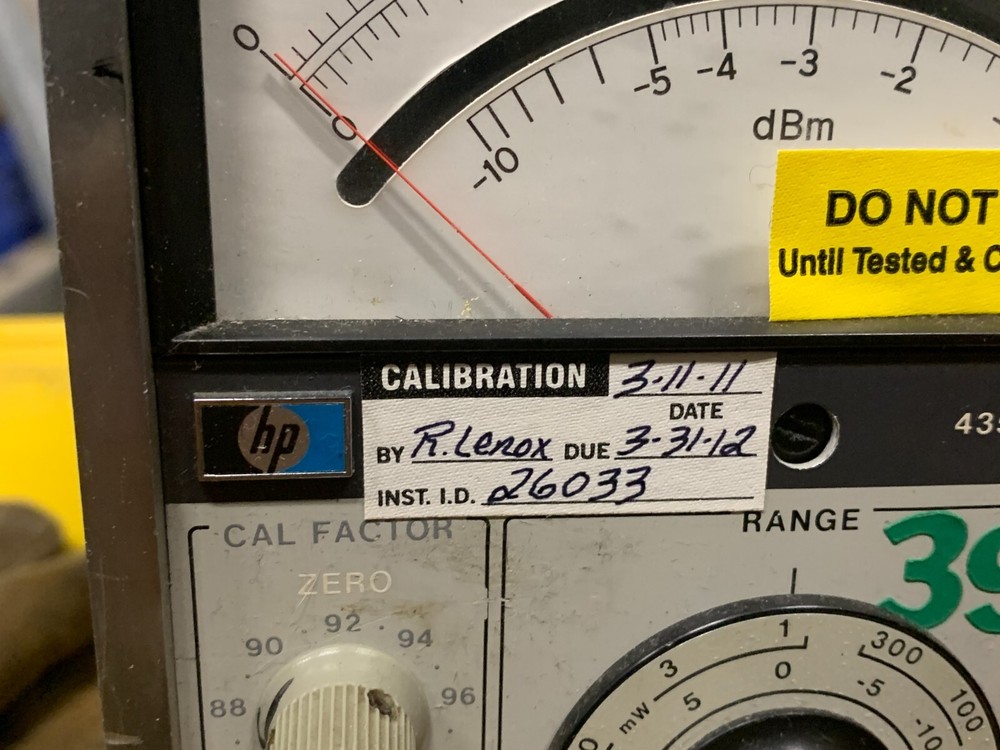 0
0
-10
-5 -4 -3 -2
dBm
DO NOT
Until Tested &
CALIBRATION 3-11-11
DATE
BY R. Lenox DUE 3-31-12
INST. I.D. 26033
hp
CAL FACTOR
ZERO
88 90 92 94 96
RANGE
mW 3 1 300 100
5 0 -5 -10